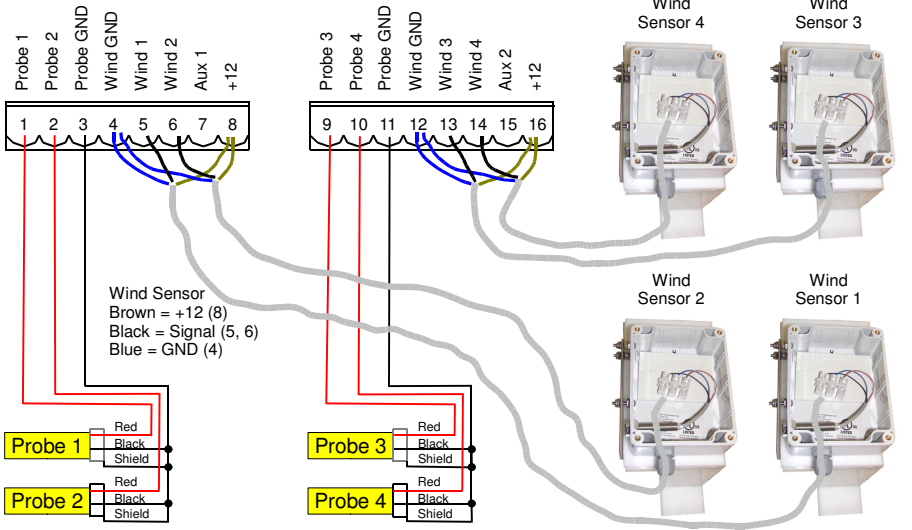 Wind
Sensor 4
Wind
Sensor 3
Probe 1
Probe 2
Probe GND
Wind GND
Wind 1
Wind 2
Aux 1
+12
Probe 3
Probe 4
Probe GND
Wind GND
Wind 3
Wind 4
Aux 2
+12
1 2 3 4 5 6 7 8
9 10 11 12 13 14 15 16
Wind
Sensor 2
Wind
Sensor 1
Wind Sensor
Brown = +12 (8)
Black = Signal (5, 6)
Blue = GND (4)
Probe 1
Red
Black
Shield
Probe 2
Red
Black
Shield
Probe 3
Red
Black
Shield
Probe 4
Red
Black
Shield